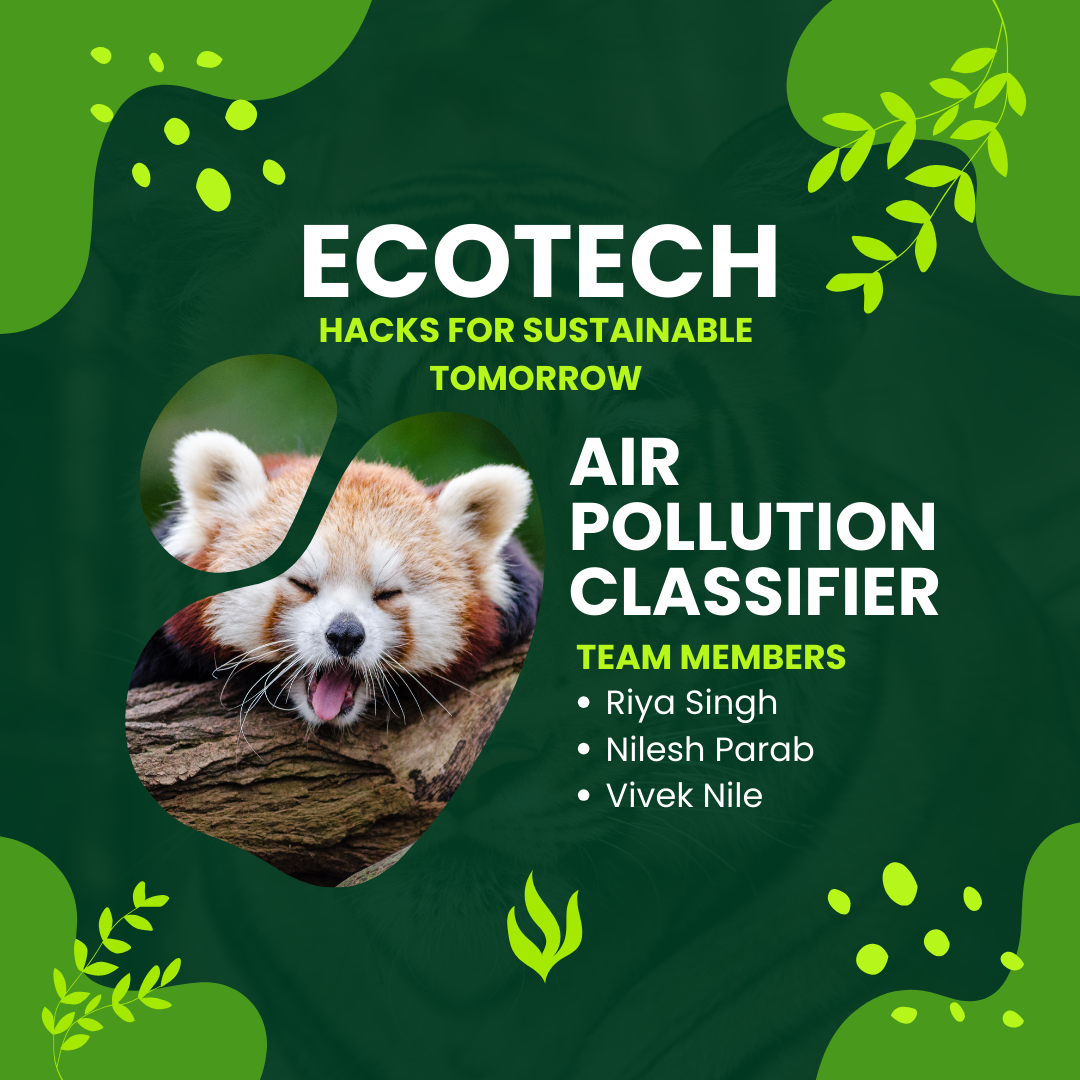 ECOTECH
HACKS FOR SUSTAINABLE
TOMORROW
AIR
POLLUTION
CLASSIFIER
TEAM MEMBERS
• Riya Singh
• Nilesh Parab
• Vivek Nile